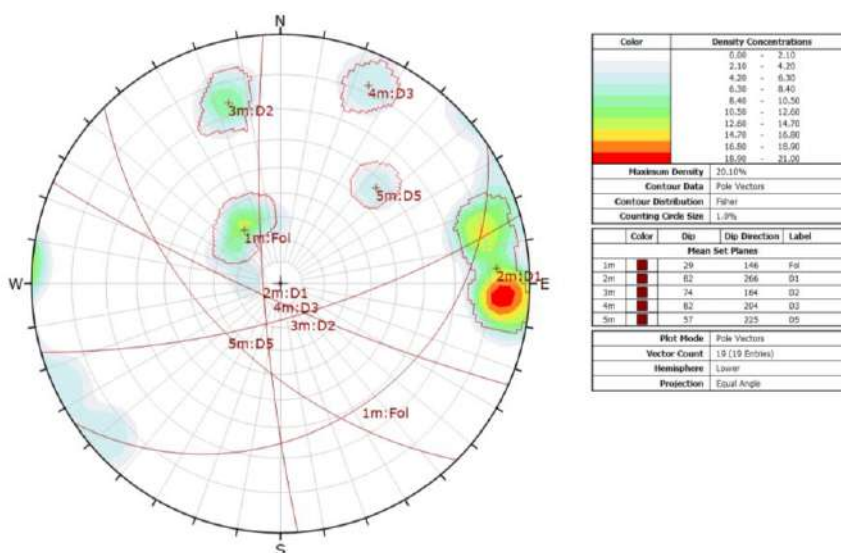 N
3m:D2
4m:D3
5m:D5
1m:Fol
W
2m:D1
E
2m:D1
4m:D3
3m:D2
5m:D5
1m:Fol
S
Color Density Concentrations
0.00 - 2.10
2.10 - 4.20
4.20 - 6.30
6.30 - 8.40
8.40 - 10.50
10.50 - 12.60
12.60 - 14.70
14.70 - 16.80
16.80 - 18.90
18.90 - 21.00
Maximum Density 20.10%
Contour Data Pole Vectors
Contour Distribution Fisher
Counting Circle Size 1.0%
Color Dip Dip Direction Label
Mean Set Planes
1m 29 146 Fol
2m 82 266 D1
3m 74 164 D2
4m 82 204 D3
5m 57 225 D5
Plot Mode Pole Vectors
Vector Count 19 (19 Entries)
Hemisphere Lower
Projection Equal Angle